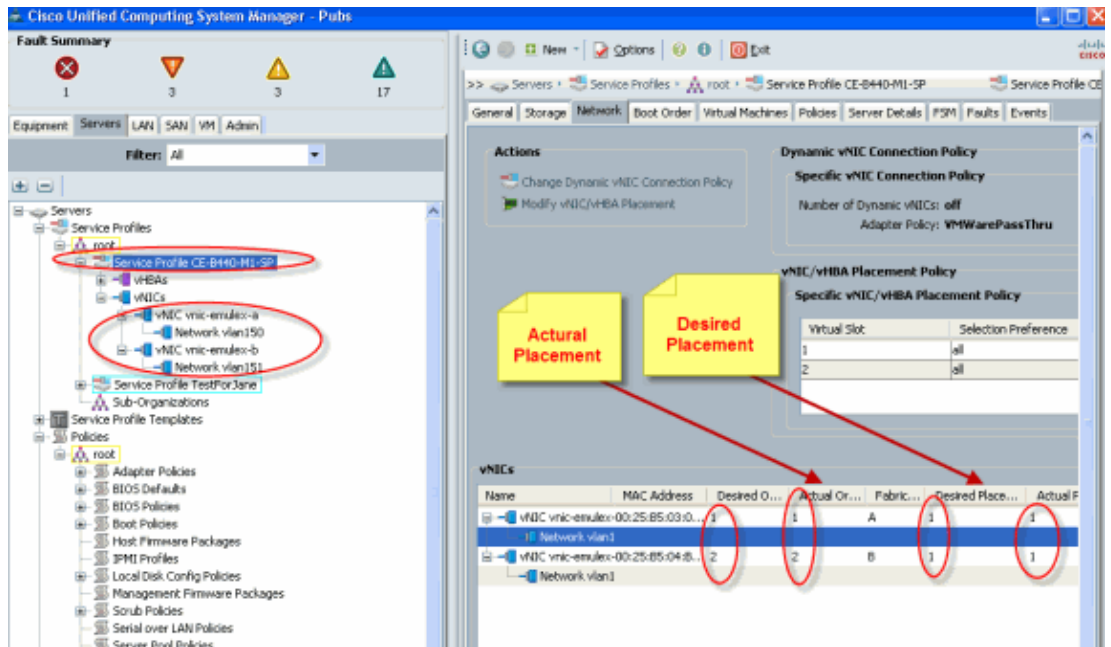 Cisco Unified Computing System Manager - Pubs
Fault Summary
1 3 3 17
Equipment Servers LAN SAN VM Admin
Filter: All
Servers
Service Profiles
root
Service Profile CE-B440-M1-SP
vHBAs
vNICs
vNIC vnic-emulex-a
Network vlan150
vNIC vnic-emulex-b
Network vlan151
Service Profile TestForJane
Sub-Organizations
Service Profile Templates
Policies
root
Adapter Policies
BIOS Defaults
BIOS Policies
Boot Policies
Host Firmware Packages
IPMI Profiles
Local Disk Config Policies
Management Firmware Packages
Scrub Policies
Serial over LAN Policies
Server Pool Policies
New Options Exit
cisco
>> Servers Service Profiles root Service Profile CE-B440-M1-SP Service Profile CE
General Storage Network Boot Order Virtual Machines Policies Server Details FSM Faults Events
Actions
Change Dynamic vNIC Connection Policy
Modify vNIC/vHBA Placement
Dynamic vNIC Connection Policy
Specific vNIC Connection Policy
Number of Dynamic vNICs: off
Adapter Policy: VMWarePassThru
vNIC/vHBA Placement Policy
Specific vNIC/vHBA Placement Policy
Virtual Slot Selection Preference
1 all
2 all
Actural
Placement
Desired
Placement
vNICs
Name MAC Address Desired O... Actual Or... Fabric... Desired Place... Actual P
vNIC vnic-emulex-00:25:B5:03:0... 1 1 A 1 1
Network vlan1
vNIC vnic-emulex-00:25:B5:04:B... 2 2 B 1 1
Network vlan1